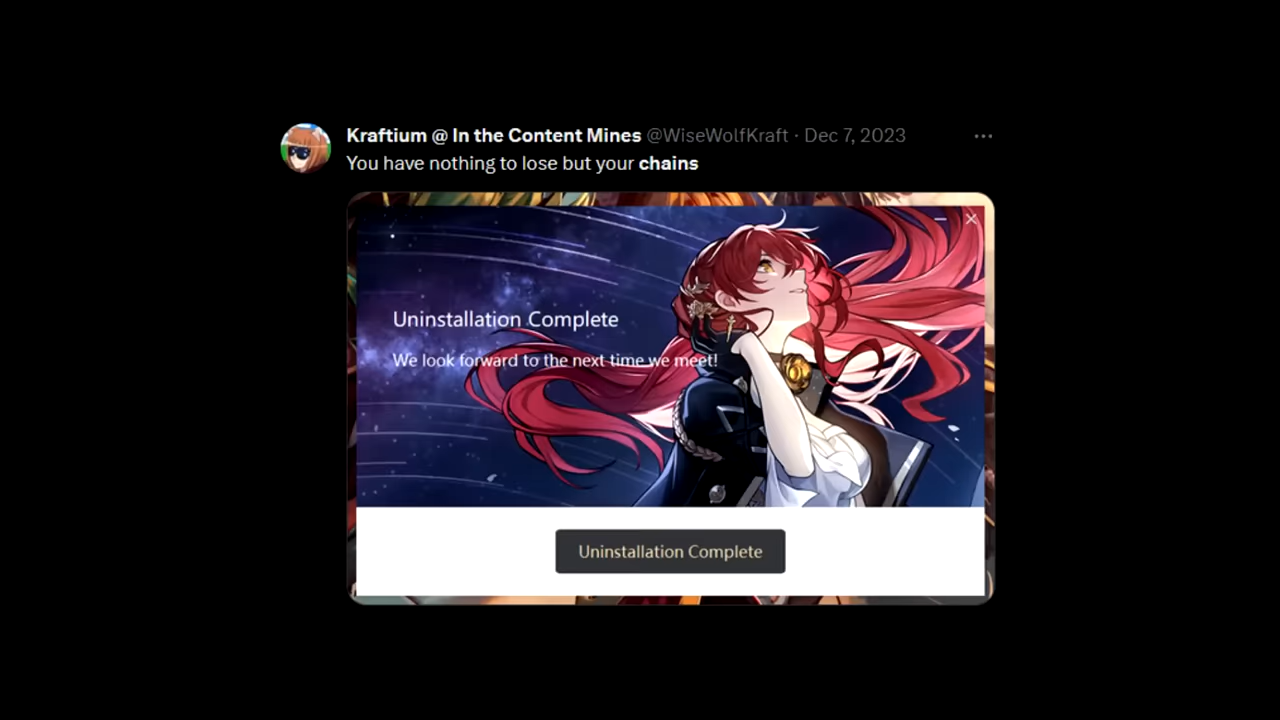 Kraftium @ In the Content Mines @WiseWolfKraft · Dec 7, 2023
You have nothing to lose but your chains
Uninstallation Complete
We look forward to the next time we meet!
Uninstallation Complete